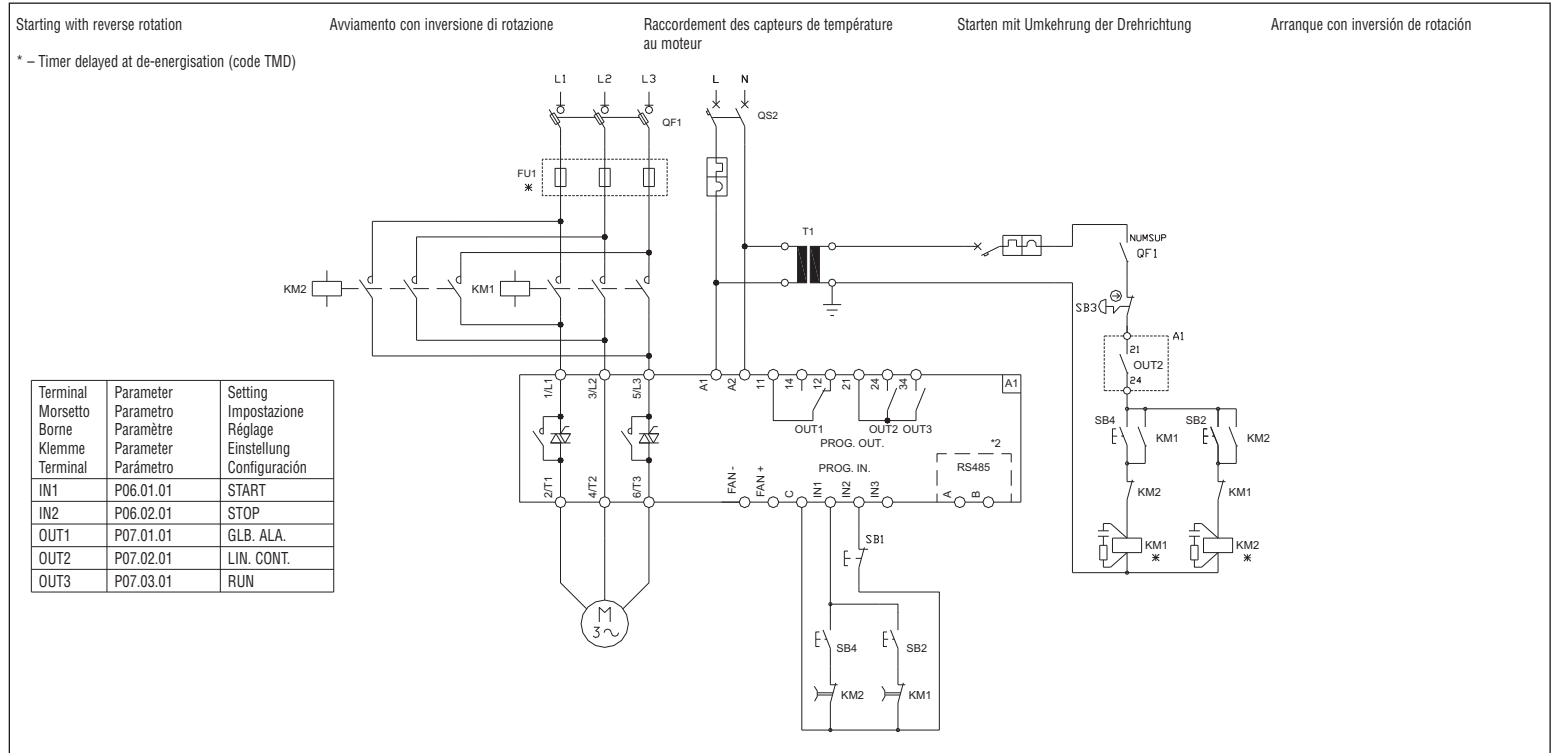 Starting with reverse rotation
Avviamento con inversione di rotazione
Raccordement des capteurs de température
au moteur
Starten mit Umkehrung der Drehrichtung
Arranque con inversión de rotación
* – Timer delayed at de-energisation (code TMD)
L1 L2 L3 L N
QF1
QS2
FU1
*
T1
NUMSUP
QF1
KM2
KM1
SB3
A1
21
OUT2
24
1/L1 3/L2 5/L3 A1 A2 11 14 12 21 24 34 A1
OUT1 OUT2 OUT3
PROG. OUT.
*2
PROG. IN.
RS485
2/T1 4/T2 6/T3 FAN - FAN + C IN1 IN2 IN3 A B
SB4
KM1
SB2
KM2
KM2
KM1
KM1
*
KM2
*
SB1
M
3~
SB4
SB2
KM2
KM1
Terminal Parameter Setting
Morsetto Parametro Impostazione
Borne Paramètre Réglage
Klemme Parameter Einstellung
Terminal Parámetro Configuración
IN1 P06.01.01 START
IN2 P06.02.01 STOP
OUT1 P07.01.01 GLB. ALA.
OUT2 P07.02.01 LIN. CONT.
OUT3 P07.03.01 RUN